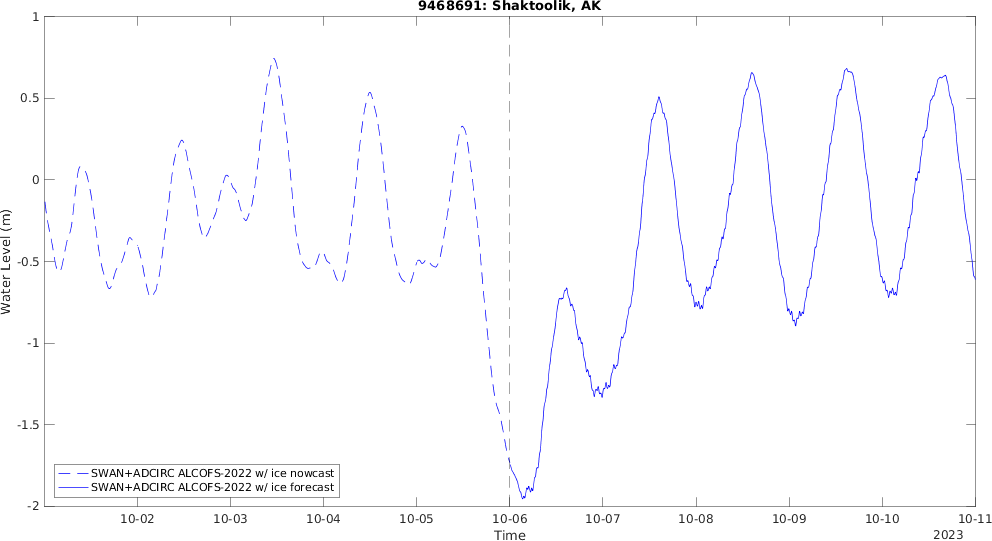 9468691: Shaktoolik, AK
Water Level (m)
1
0.5
0
-0.5
-1
-1.5
-2
SWAN+ADCIRC ALCOFS-2022 w/ ice nowcast
SWAN+ADCIRC ALCOFS-2022 w/ ice forecast
10-02 10-03 10-04 10-05 10-06 10-07 10-08 10-09 10-10 10-11
Time
2023